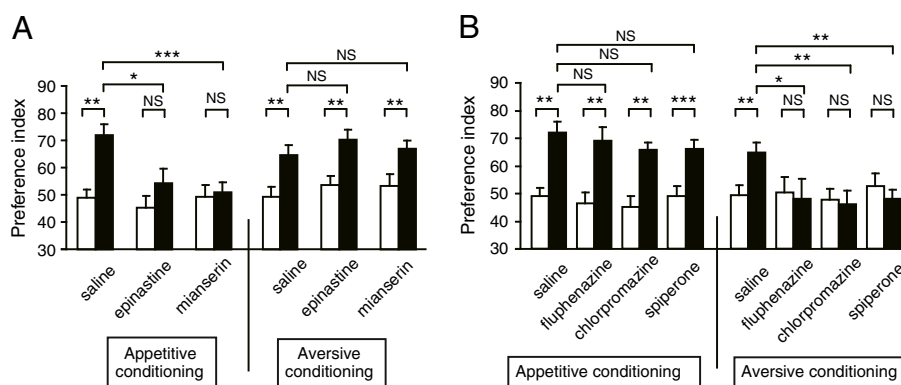 A
Preference index
90
80
70
60
50
40
30
***
*
**
NS
NS
NS
NS
**
**
**
saline
epinastine
mianserin
saline
epinastine
mianserin
Appetitive
conditioning
Aversive
conditioning
B
Preference index
90
80
70
60
50
40
30
NS
NS
NS
**
**
**
***
**
**
*
**
NS
NS
NS
saline
fluphenazine
chlorpromazine
spiperone
saline
fluphenazine
chlorpromazine
spiperone
Appetitive conditioning
Aversive conditioning